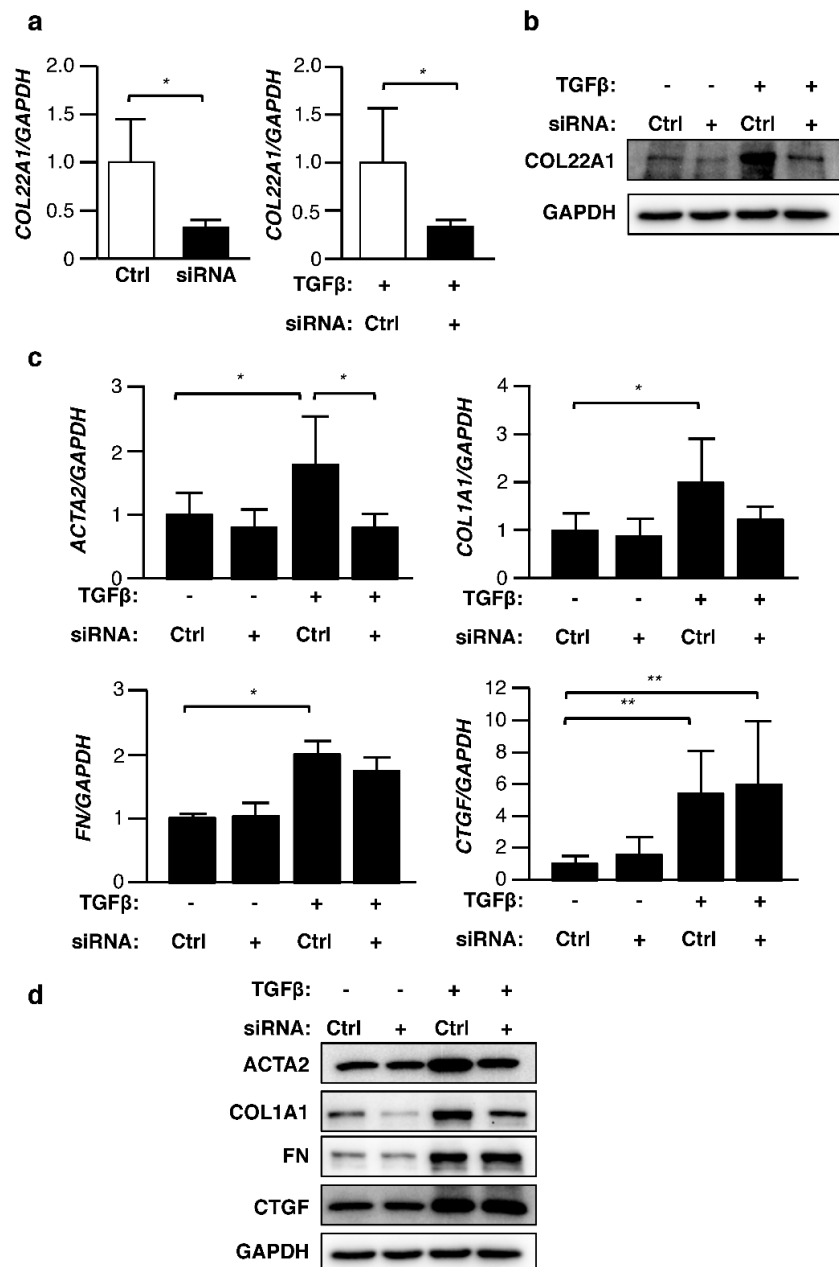 a
COL22A1/GAPDH
2.0
1.5
1.0
0.5
0
*
Ctrl siRNA
COL22A1/GAPDH
2.0
1.5
1.0
0.5
0
*
TGFβ: + +
siRNA: Ctrl +
b
TGFβ: - - + +
siRNA: Ctrl + Ctrl +
COL22A1
GAPDH
c
ACTA2/GAPDH
3
2
1
0
* *
TGFβ: - - + +
siRNA: Ctrl + Ctrl +
COL1A1/GAPDH
4
3
2
1
0
*
TGFβ: - - + +
siRNA: Ctrl + Ctrl +
FN/GAPDH
3
2
1
0
*
TGFβ: - - + +
siRNA: Ctrl + Ctrl +
CTGF/GAPDH
12
10
8
6
4
2
0
**
**
TGFβ: - - + +
siRNA: Ctrl + Ctrl +
d
TGFβ: - - + +
siRNA: Ctrl + Ctrl +
ACTA2
COL1A1
FN
CTGF
GAPDH